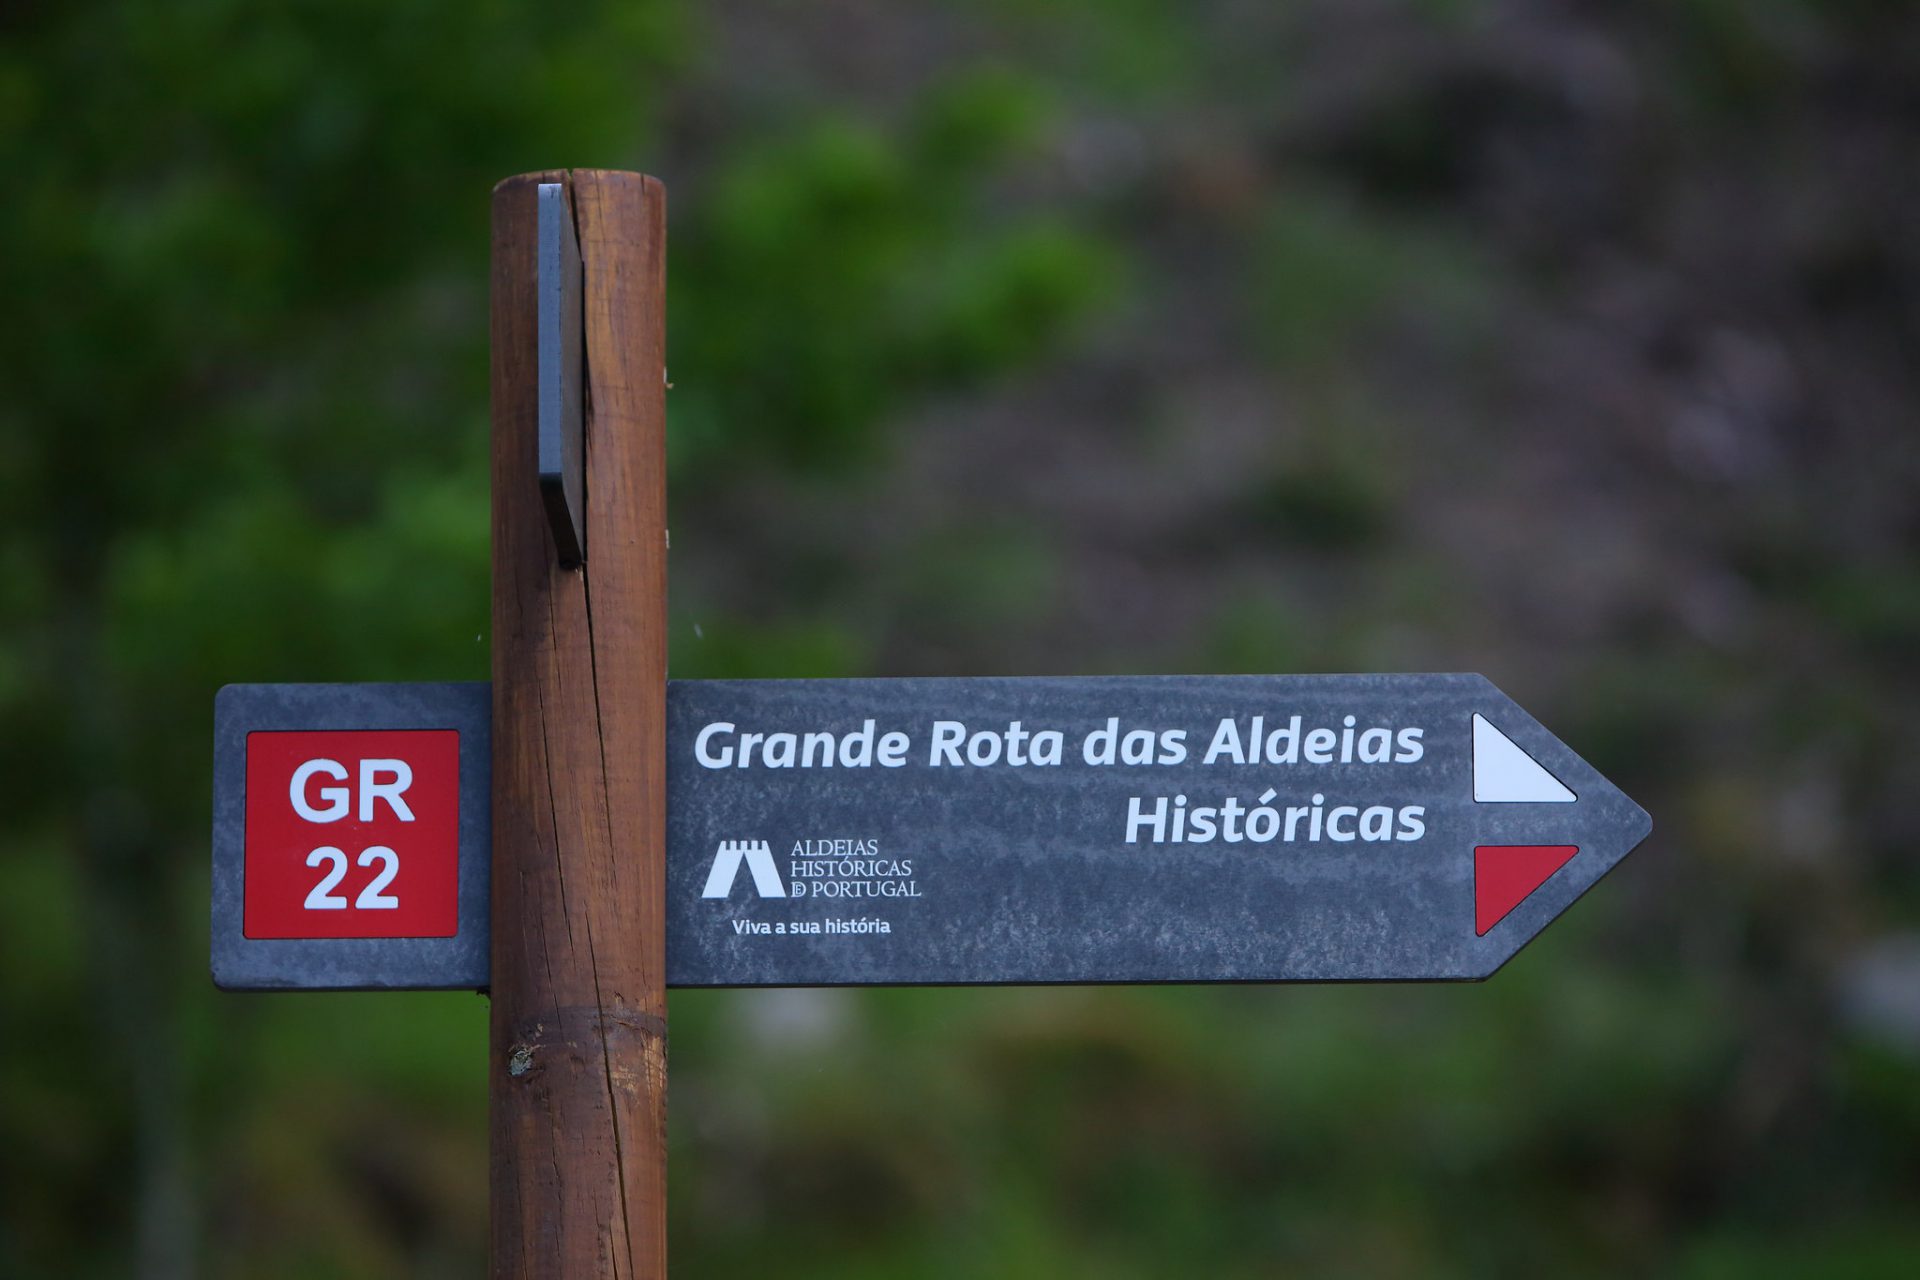 GR
22
Grande Rota das Aldeias
Históricas
ALDEIAS
HISTÓRICAS
DE PORTUGAL
Viva a sua história